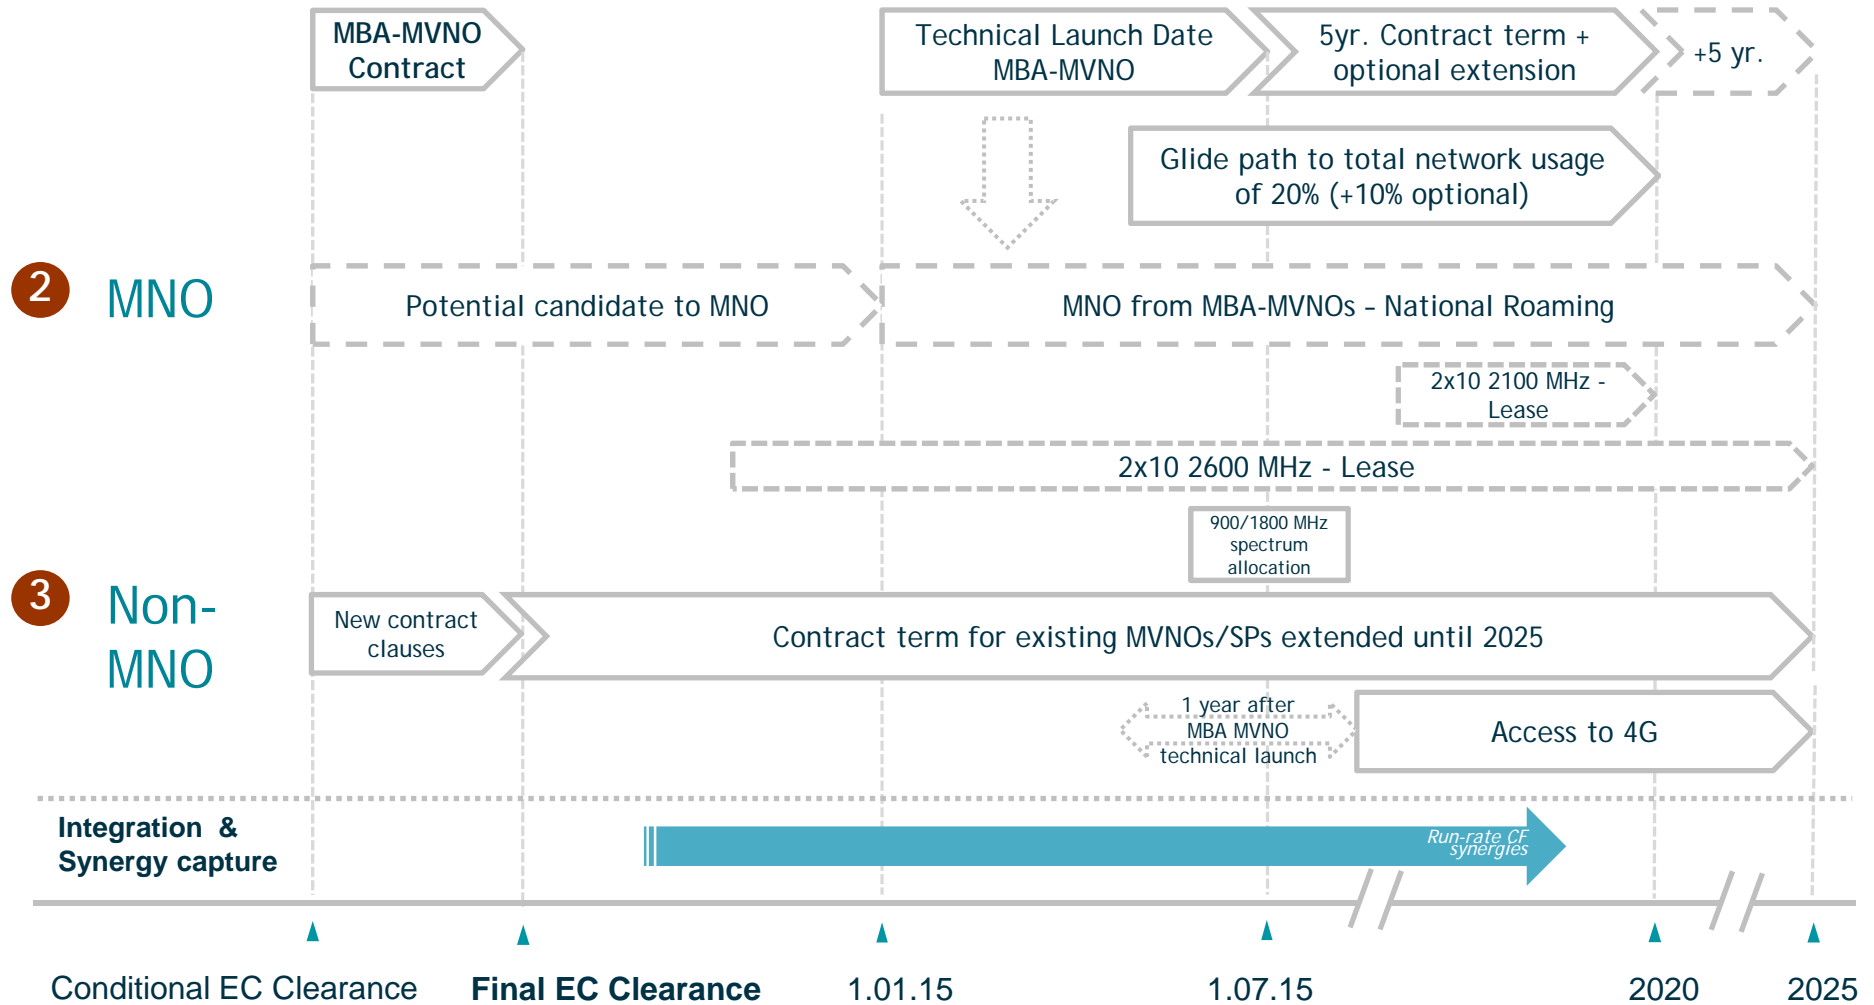 MBA-MVNO
Contract
Technical Launch Date
MBA-MVNO
5yr. Contract term +
optional extension
+5 yr.
Glide path to total network usage
of 20% (+10% optional)
2
MNO
Potential candidate to MNO
MNO from MBA-MVNOs – National Roaming
2x10 2100 MHz -
Lease
2x10 2600 MHz - Lease
900/1800 MHz
spectrum
allocation
3
Non-
MNO
New contract
clauses
Contract term for existing MVNOs/SPs extended until 2025
1 year after
MBA MVNO
technical launch
Access to 4G
Integration &
Synergy capture
Run-rate CF
synergies
Conditional EC Clearance
Final EC Clearance
1.01.15
1.07.15
2020
2025